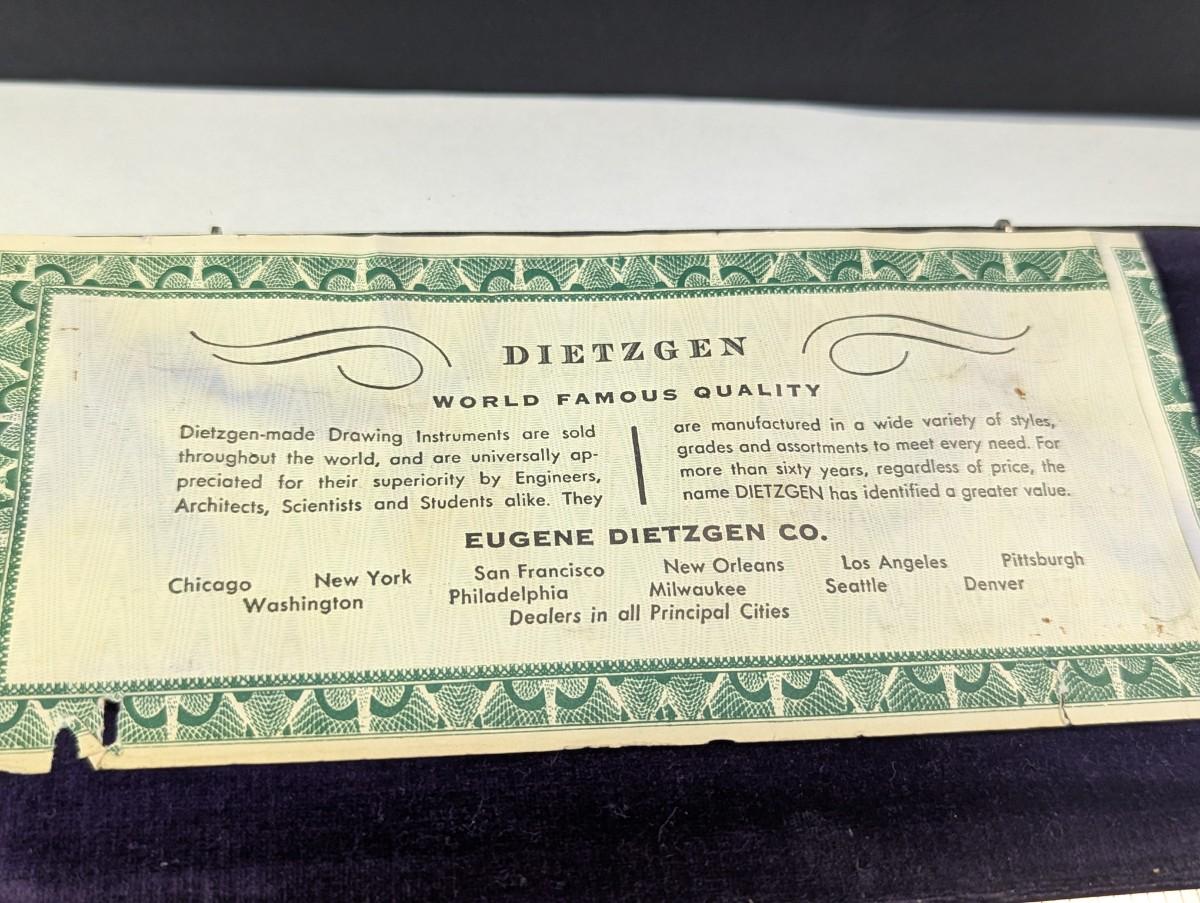 DIETZGEN
WORLD FAMOUS QUALITY
Dietzgen-made Drawing Instruments are sold
throughout the world, and are universally ap-
preciated for their superiority by Engineers,
Architects, Scientists and Students alike. They
are manufactured in a wide variety of styles,
grades and assortments to meet every need. For
more than sixty years, regardless of price, the
name DIETZGEN has identified a greater value.
EUGENE DIETZGEN CO.
Chicago New York San Francisco New Orleans Los Angeles Pittsburgh
Washington Philadelphia Milwaukee Seattle Denver
Dealers in all Principal Cities